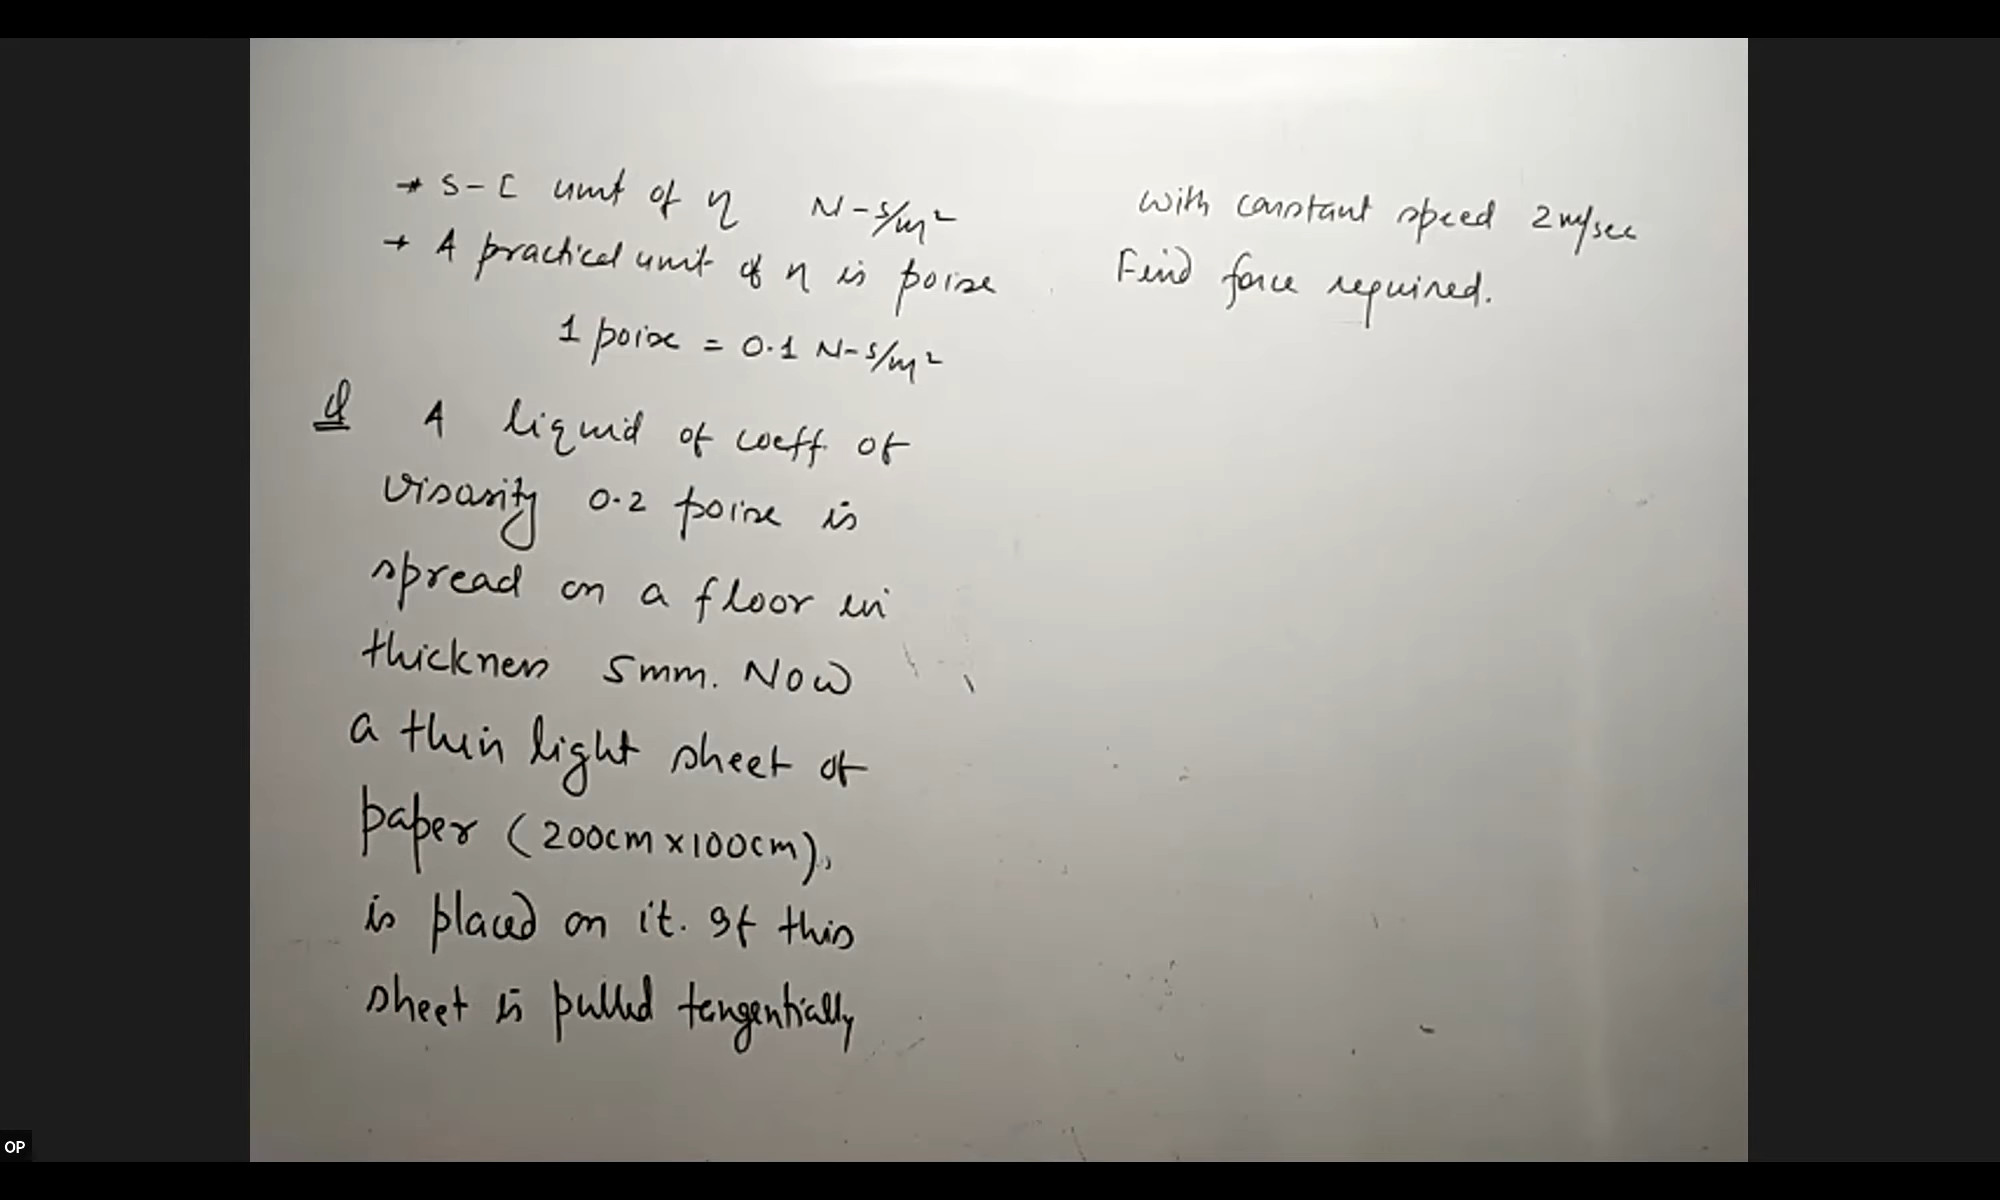 → S-I unit of η N-s/m²
→ A practical unit of η is poise
1 poise = 0.1 N-s/m²
Q A liquid of coeff. of
viscosity 0.2 poise is
spread on a floor in
thickness 5mm. Now
a thin light sheet of
paper (200cm×100cm),
is placed on it. If this
sheet is pulled tangentially
with constant speed 2m/sec
Find force required.
OP